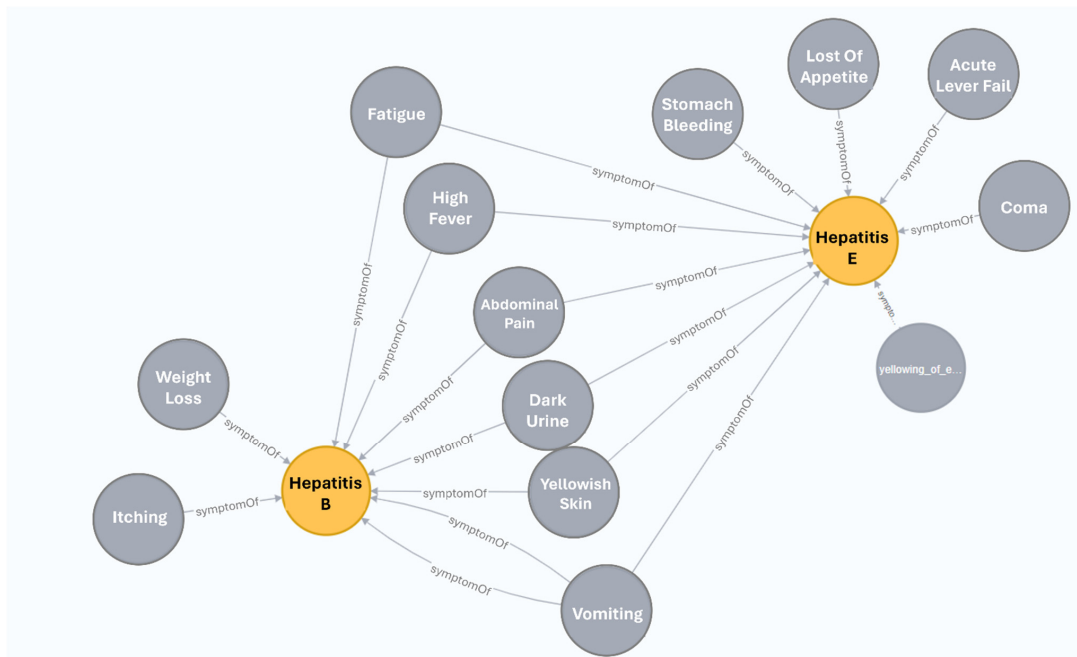 Lost Of
Appetite
Acute
Lever Fail
Stomach
Bleeding
Fatigue
symptomOf
symptomOf
symptomOf
symptomOf
High
Fever
Coma
symptomOf
symptomOf
symptomOf
Hepatitis
E
symptomOf
symptomOf
Abdominal
Pain
sympto...
symptomOf
symptomOf
symptomOf
yellowing_of_e...
Weight
Loss
symptomOf
Dark
Urine
symptomOf
symptomOf
symptomOf
Hepatitis
B
symptomOf
Yellowish
Skin
Itching
symptomOf
symptomOf
symptomOf
Vomiting